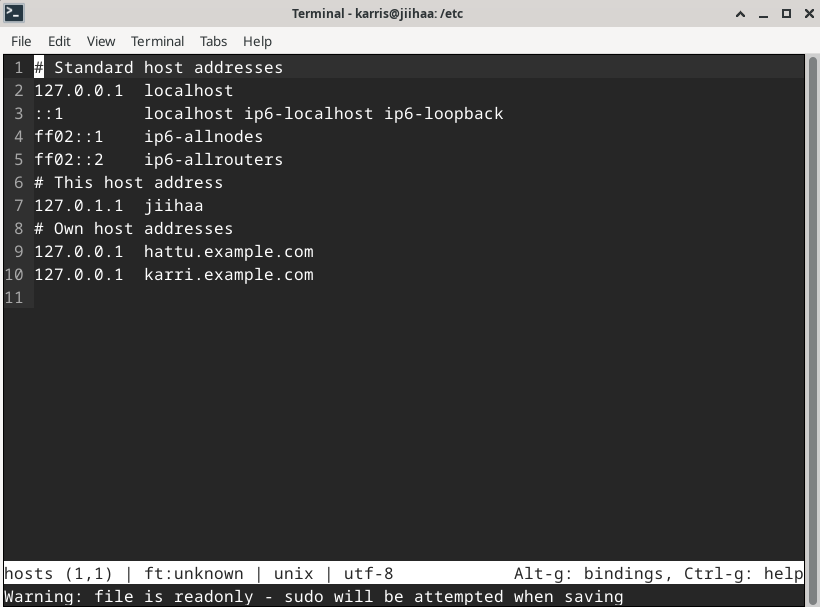 Terminal - karris@jiihaa: /etc
File Edit View Terminal Tabs Help
1 # Standard host addresses
2 127.0.0.1  localhost
3 ::1        localhost ip6-localhost ip6-loopback
4 ff02::1    ip6-allnodes
5 ff02::2    ip6-allrouters
6 # This host address
7 127.0.1.1  jiihaa
8 # Own host addresses
9 127.0.0.1  hattu.example.com
10 127.0.0.1  karri.example.com
11
hosts (1,1) | ft:unknown | unix | utf-8            Alt-g: bindings, Ctrl-g: help
Warning: file is readonly - sudo will be attempted when saving